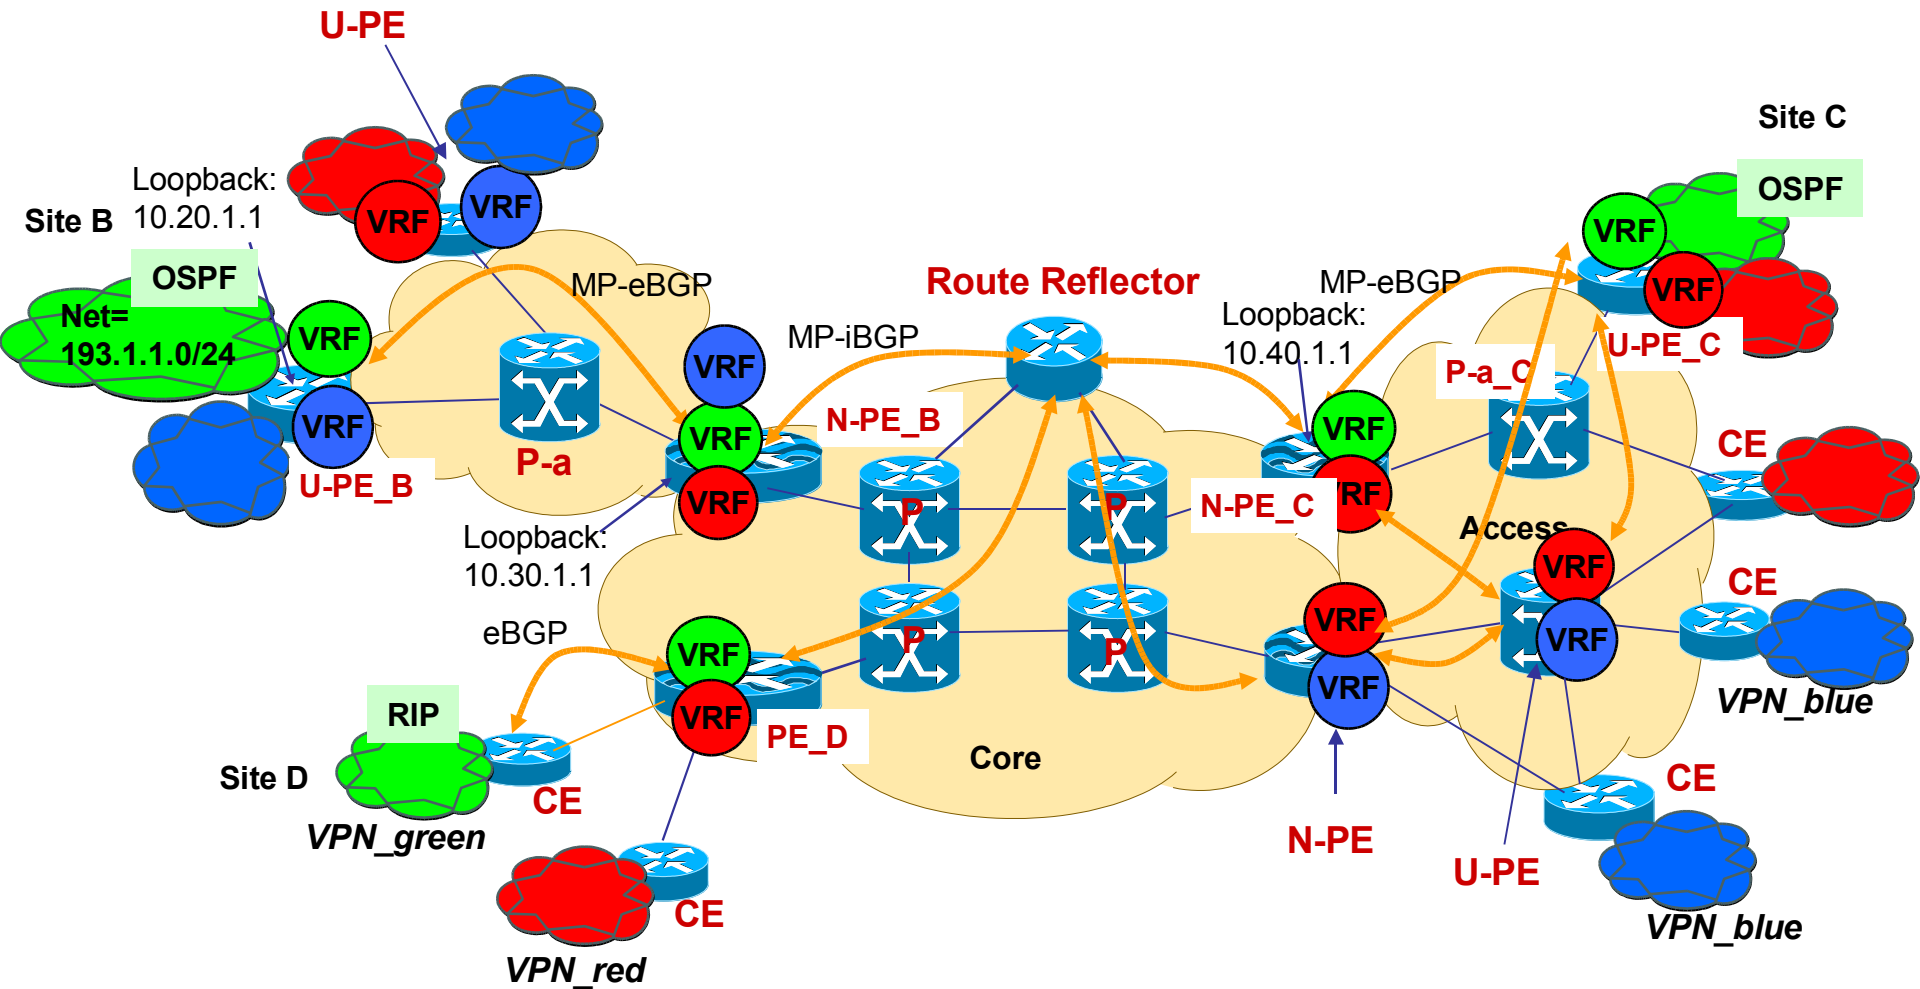 U-PE
Site C
Loopback:
10.20.1.1
Site B
OSPF
VRF
VRF
OSPF
VRF
Net=
193.1.1.0/24
VRF
VRF
U-PE_B
MP-eBGP
P-a
VRF
VRF
VRF
MP-iBGP
Route Reflector
N-PE_B
Loopback:
10.30.1.1
MP-eBGP
Loopback:
10.40.1.1
VRF
VRF
N-PE_C
VRF
VRF
U-PE_C
P-a_C
CE
Access
P
P
P
P
eBGP
VRF
VRF
PE_D
RIP
Site D
CE
VPN_green
CE
VPN_red
Core
VRF
VRF
N-PE
VRF
VRF
U-PE
CE
VPN_blue
CE
VPN_blue